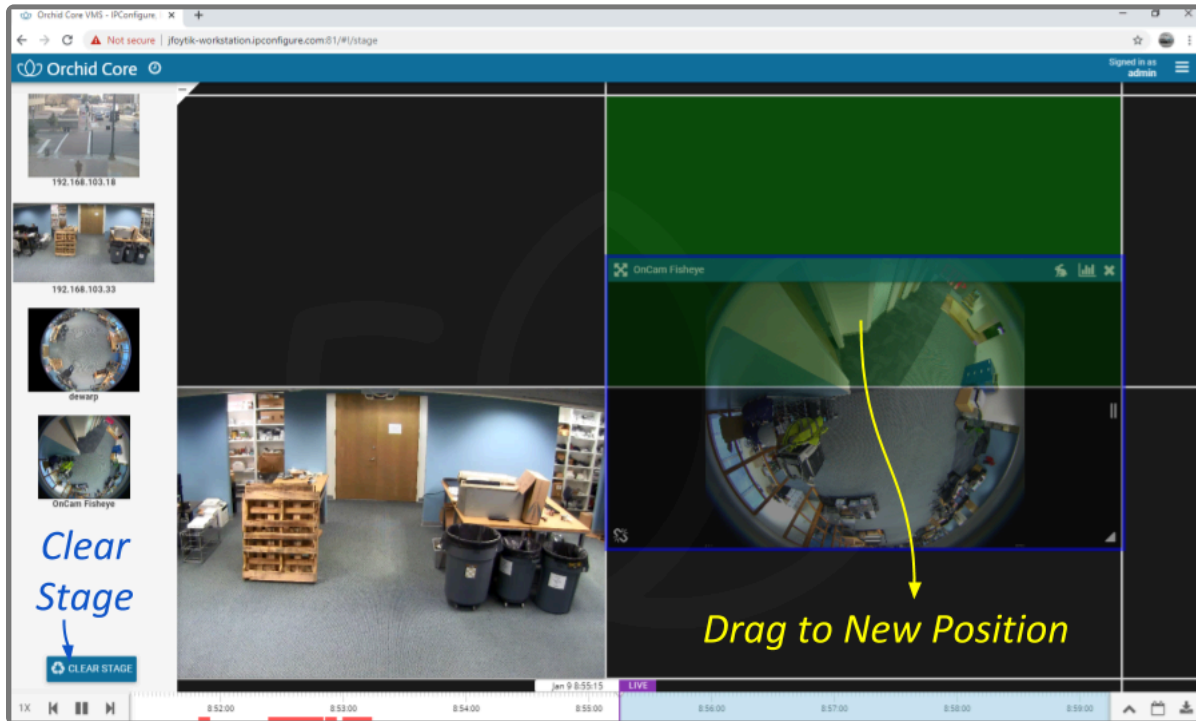 Orchid Core VMS - IPConfigure,
Not secure | jfoytik-workstation.ipconfigure.com:81/#!/stage
Orchid Core
Signed in as
admin
192.168.103.18
192.168.103.33
dewarp
OnCam Fisheye
OnCam Fisheye
Clear
Stage
CLEAR STAGE
Drag to New Position
Jan 9 8:55:15 LIVE
1X 8:52:00 8:53:00 8:54:00 8:55:00 8:56:00 8:57:00 8:58:00 8:59:00